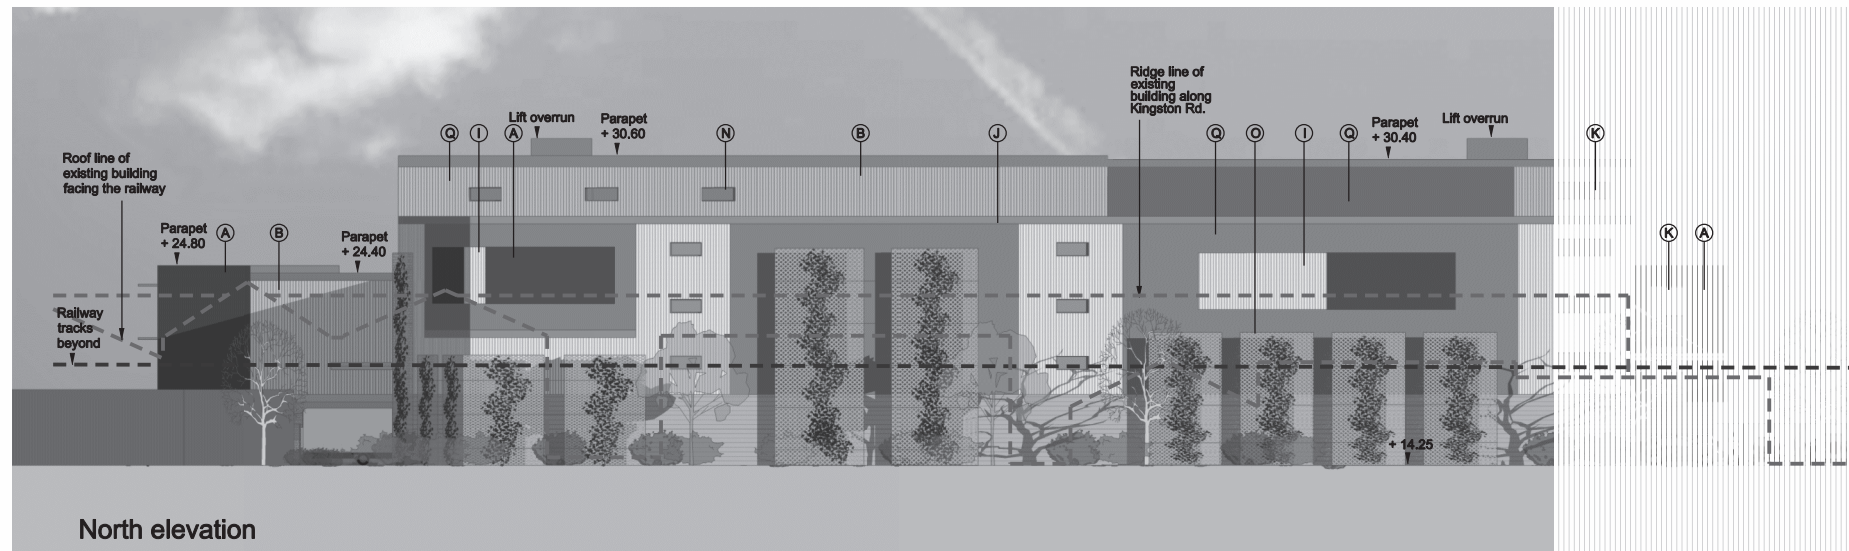 Ridge line of
existing
building along
Kingston Rd.
Lift overrun
Parapet
+ 30.60
Parapet
+ 30.40
Lift overrun
Q
I
A
N
B
J
Q
O
I
Q
K
Roof line of
existing building
facing the railway
Parapet
+ 24.80
A
B
Parapet
+ 24.40
K
A
Railway
tracks
beyond
+ 14.25
North elevation